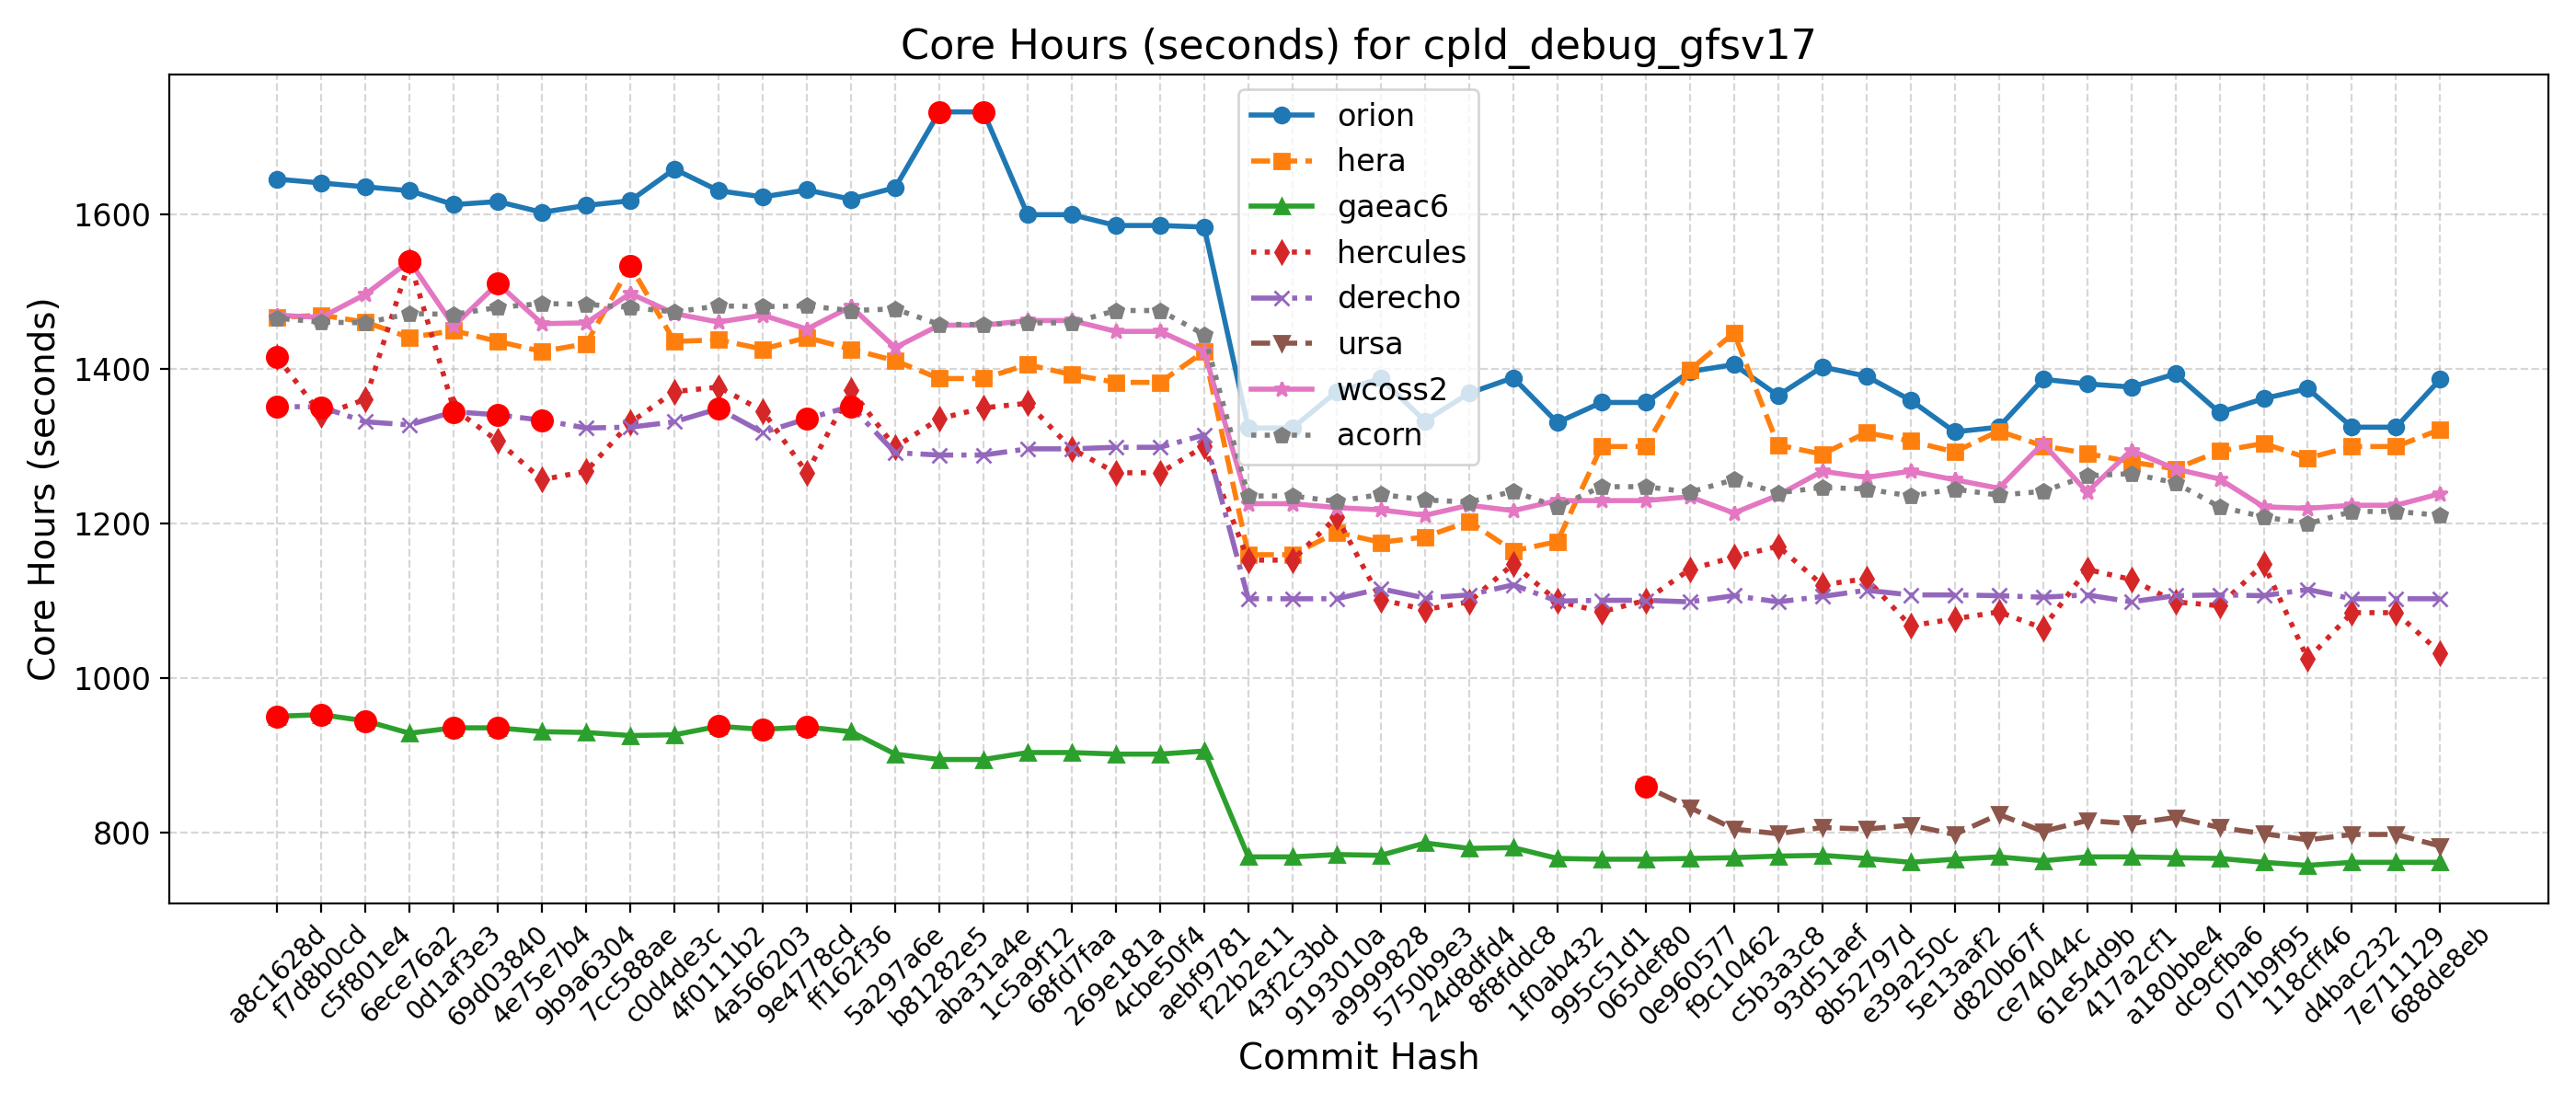 Core Hours (seconds) for cpld_debug_gfsv17
Core Hours (seconds)
1600
1400
1200
1000
800
orion
hera
gaeac6
hercules
derecho
ursa
wcoss2
acorn
a8c1628d
f7d8b0cd
c5f801e4
6ece76a2
0d1af3e3
69d03840
4e75e7b4
9b9a6304
7cc588ae
c0d4de3c
4f0111b2
4a566203
9e4778cd
ff162f36
5a297a6e
b81282e5
aba31a4e
1c5a9f12
68fd7faa
269e181a
4cbe50f4
aebf9781
f22b2e11
43f2c3bd
9193010a
a9999828
5750b9e3
24d8dfd4
8f8fddc8
1f0ab432
995c51d1
065def80
0e960577
f9c10462
c5b3a3c8
93d51aef
8b52797d
e39a250c
5e13aaf2
d820b67f
ce74044c
61e54d9b
417a2cf1
a180bbe4
dc9cfba6
071b9f95
118cff46
d4bac232
7e711129
688de8eb
Commit Hash